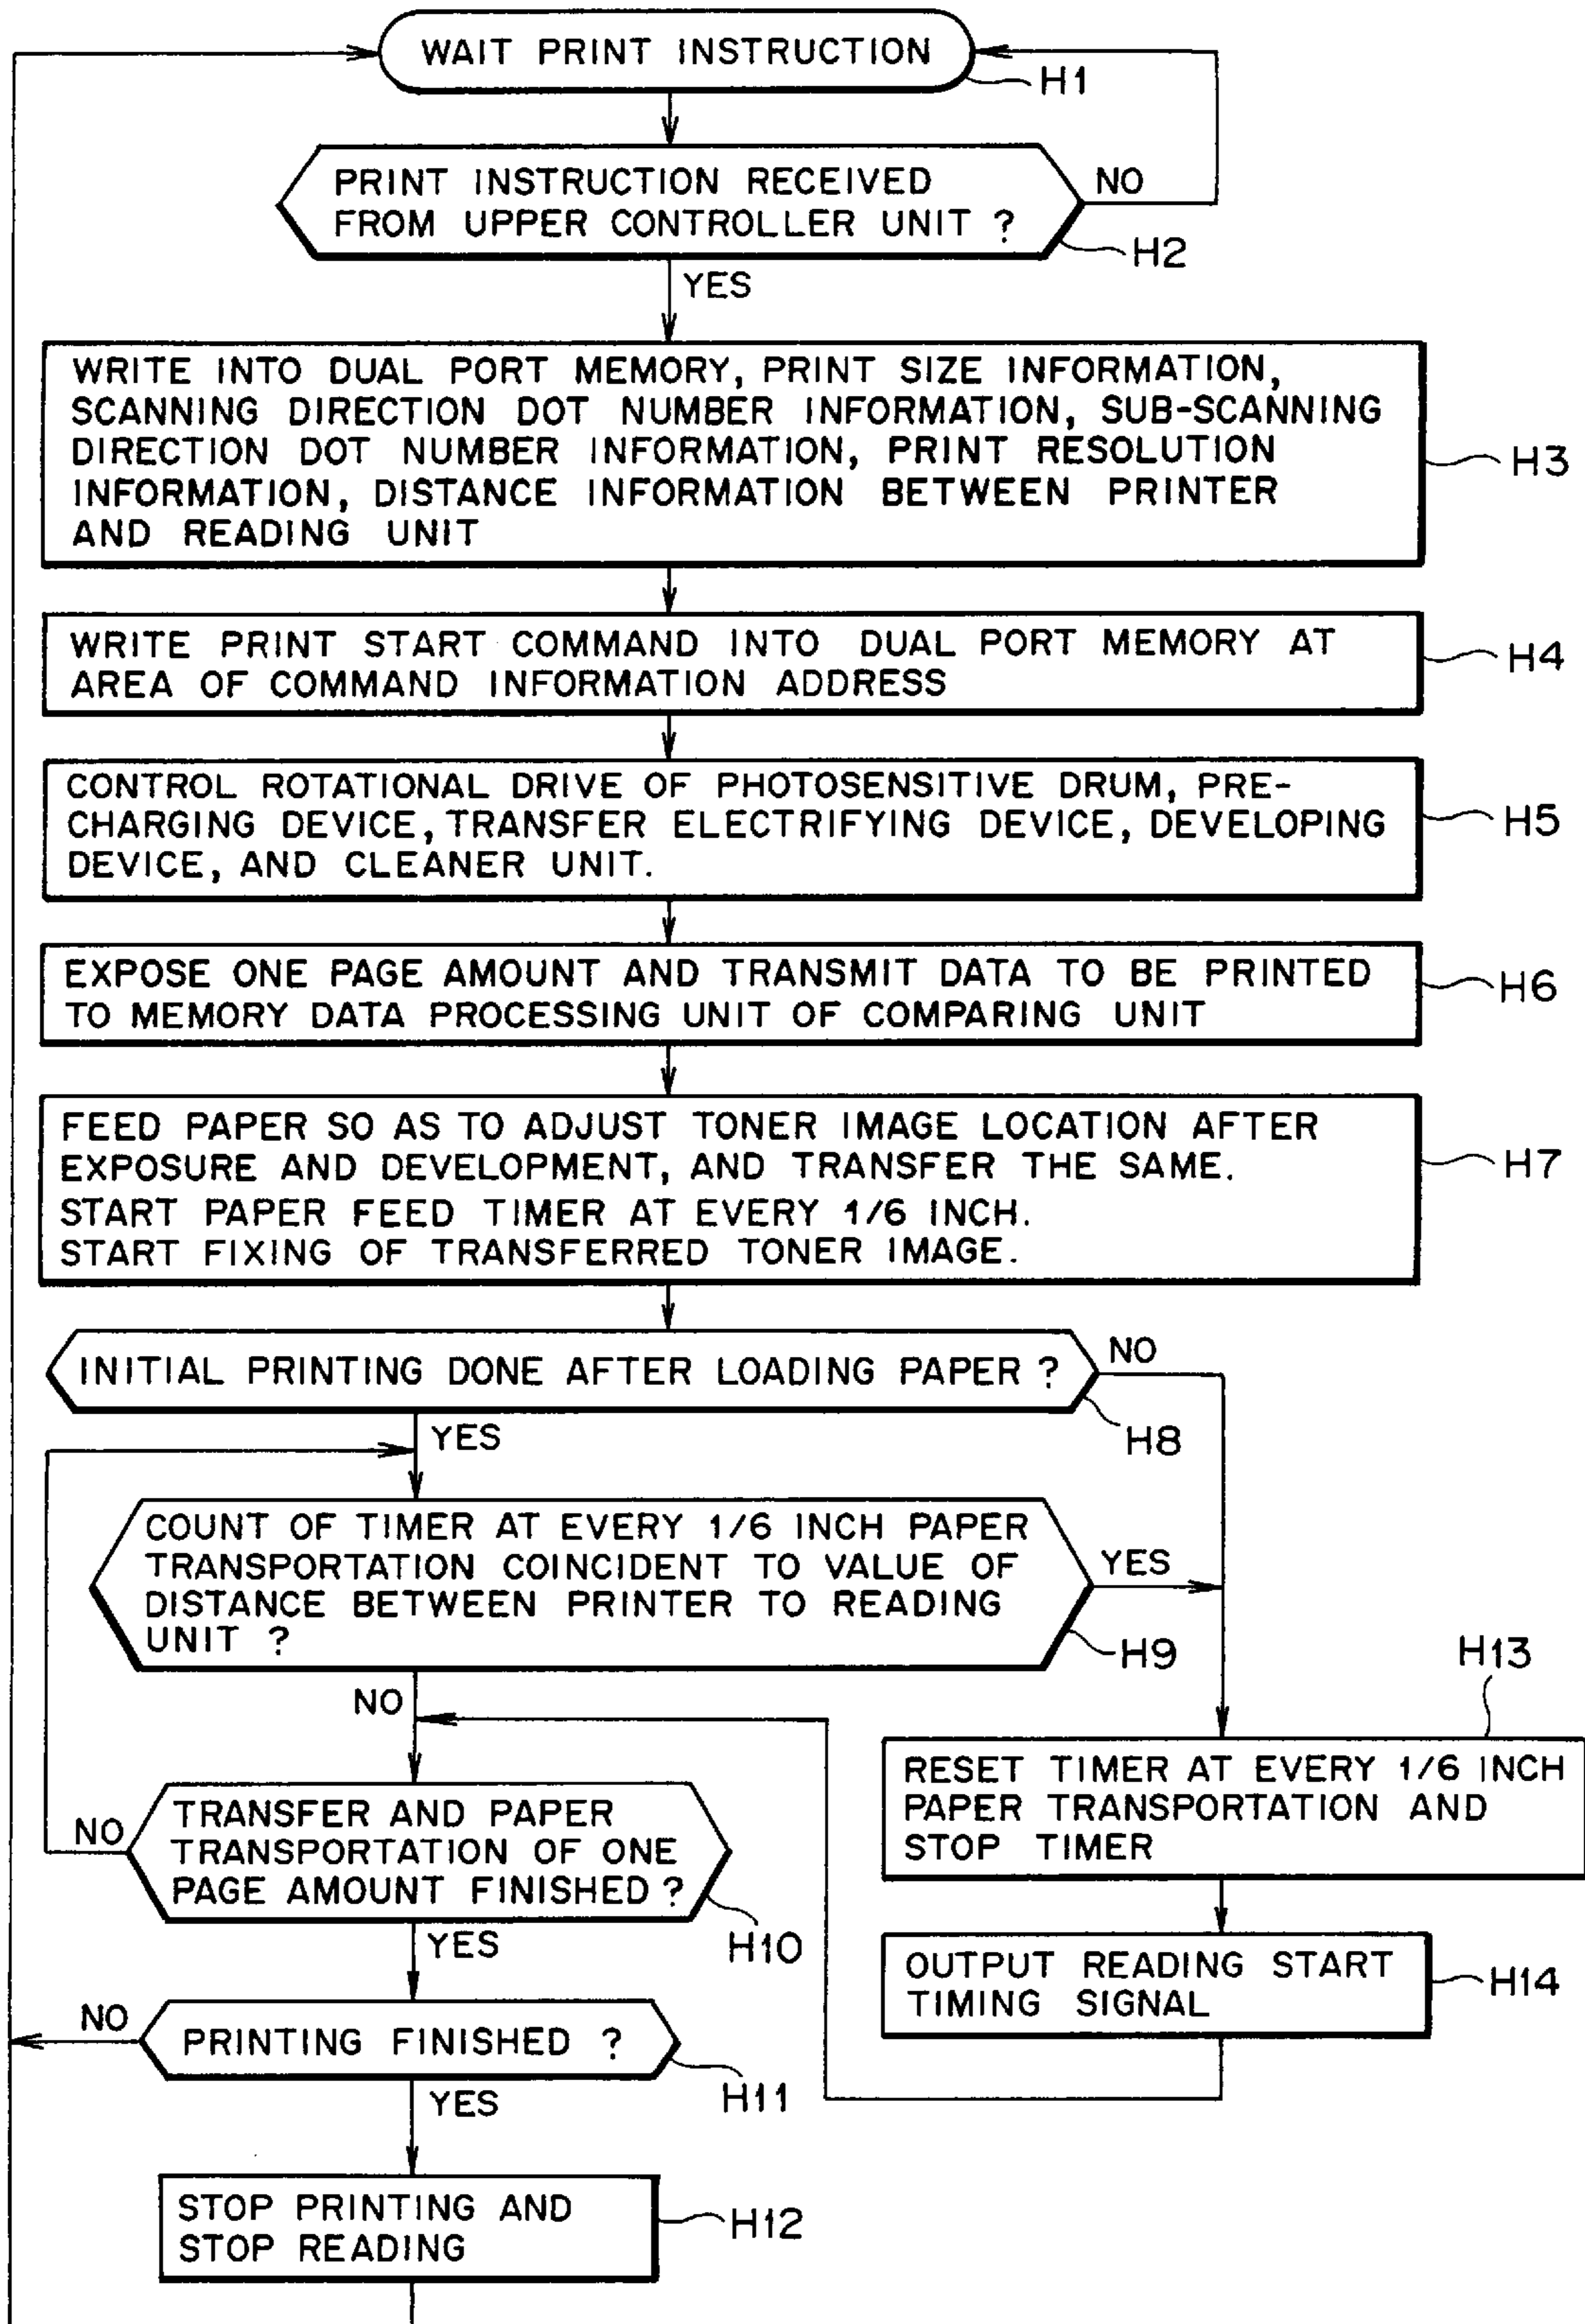 WAIT PRINT INSTRUCTION
H1
PRINT INSTRUCTION RECEIVED
FROM UPPER CONTROLLER UNIT ?
NO
H2
YES
WRITE INTO DUAL PORT MEMORY, PRINT SIZE INFORMATION,
SCANNING DIRECTION DOT NUMBER INFORMATION, SUB-SCANNING
DIRECTION DOT NUMBER INFORMATION, PRINT RESOLUTION
INFORMATION, DISTANCE INFORMATION BETWEEN PRINTER
AND READING UNIT
H3
WRITE PRINT START COMMAND INTO DUAL PORT MEMORY AT
AREA OF COMMAND INFORMATION ADDRESS
H4
CONTROL ROTATIONAL DRIVE OF PHOTOSENSITIVE DRUM, PRE-
CHARGING DEVICE, TRANSFER ELECTRIFYING DEVICE, DEVELOPING
DEVICE, AND CLEANER UNIT.
H5
EXPOSE ONE PAGE AMOUNT AND TRANSMIT DATA TO BE PRINTED
TO MEMORY DATA PROCESSING UNIT OF COMPARING UNIT
H6
FEED PAPER SO AS TO ADJUST TONER IMAGE LOCATION AFTER
EXPOSURE AND DEVELOPMENT, AND TRANSFER THE SAME.
START PAPER FEED TIMER AT EVERY 1/6 INCH.
START FIXING OF TRANSFERRED TONER IMAGE.
H7
INITIAL PRINTING DONE AFTER LOADING PAPER ?
NO
H8
YES
COUNT OF TIMER AT EVERY 1/6 INCH PAPER
TRANSPORTATION COINCIDENT TO VALUE OF
DISTANCE BETWEEN PRINTER TO READING
UNIT ?
YES
H9
NO
H13
RESET TIMER AT EVERY 1/6 INCH
PAPER TRANSPORTATION AND
STOP TIMER
TRANSFER AND PAPER
TRANSPORTATION OF ONE
PAGE AMOUNT FINISHED ?
NO
H10
YES
OUTPUT READING START
TIMING SIGNAL
H14
NO
PRINTING FINISHED ?
H11
YES
STOP PRINTING AND
STOP READING
H12